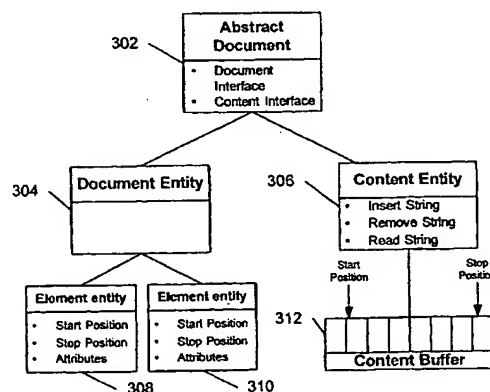 302
Abstract
Document
• Document
Interface
• Content Interface
304
Document Entity
306
Content Entity
• Insert String
• Remove String
• Read String
Start
Position
Stop
Position
Element entity
• Start Position
• Stop Position
• Attributes
308
Element entity
• Start Position
• Stop Position
• Attributes
310
312
Content Buffer